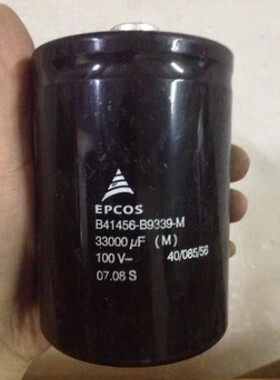 EPCOS
B41456-B9339-M
33000 µF (M)
100 V– 40/085/56
07.08 S